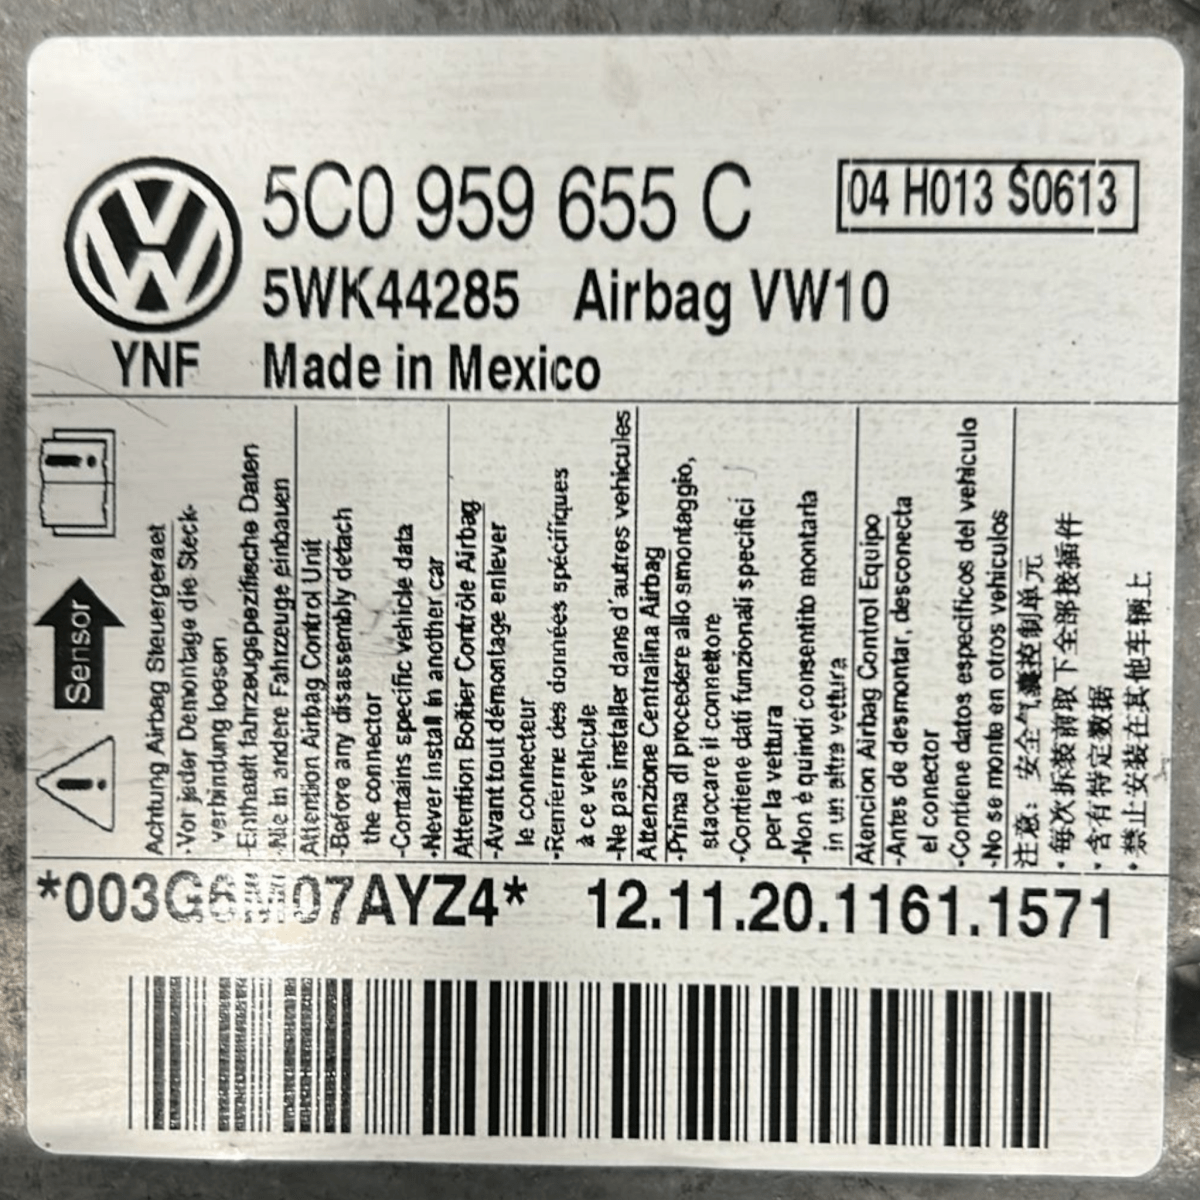 5C0 959 655 C
04 H013 S0613
5WK44285 Airbag VW10
YNF Made in Mexico
Sensor
Achtung Airbag Steuergeraet
-Vor jeder Demontage die Steck-
verbindung loesen
-Enthaelt fahrzeugspezifische Daten
-Nie in andere Fahrzeuge einbauen
Attention Airbag Control Unit
-Before any disassembly detach
the connector
-Contains specific vehicle data
-Never install in another car
Attention Boîtier Contrôle Airbag
-Avant tout démontage enlever
le connecteur
-Renferme des données spécifiques
à ce véhicule
-Ne pas installer dans d'autres vehicules
Attenzione Centralina Airbag
-Prima di procedere allo smontaggio,
staccare il connettore
-Contiene dati funzionali specifici
per la vettura
-Non è quindi consentito montarla
in un altre vettura
Atencion Airbag Control Equipo
-Antes de desmontar, desconecta
el conector
-Contiene datos especificos del vehiculo
-No se monte en otros vehiculos
注意：安全气囊控制单元
·每次拆装前取下全部接插件
·含有特定数据
·禁止安装在其他车辆上
12.11.20.1161.1571